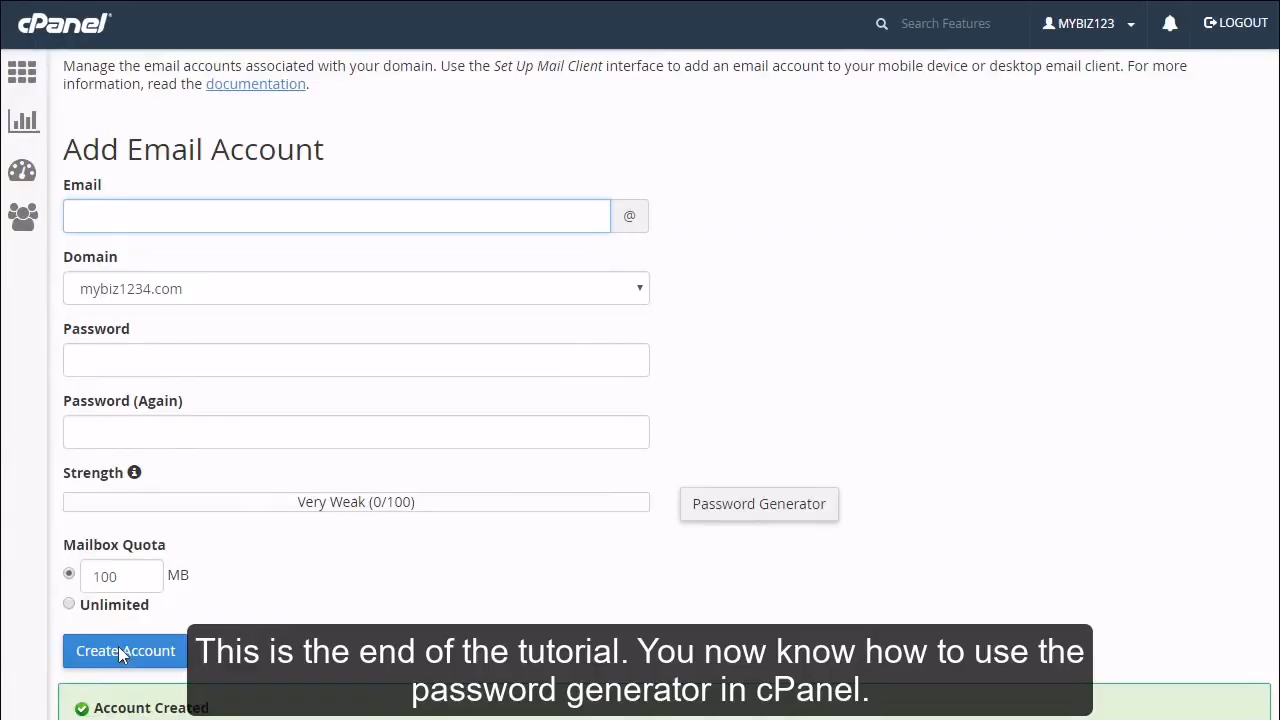 cPanel®
Search Features
MYBIZ123
LOGOUT
Manage the email accounts associated with your domain. Use the Set Up Mail Client interface to add an email account to your mobile device or desktop email client. For more
information, read the documentation.
Add Email Account
Email
@
Domain
mybiz1234.com
Password
Password (Again)
Strength
Very Weak (0/100)
Password Generator
Mailbox Quota
100 MB
Unlimited
Create Account
This is the end of the tutorial. You now know how to use the
password generator in cPanel.
Account Created